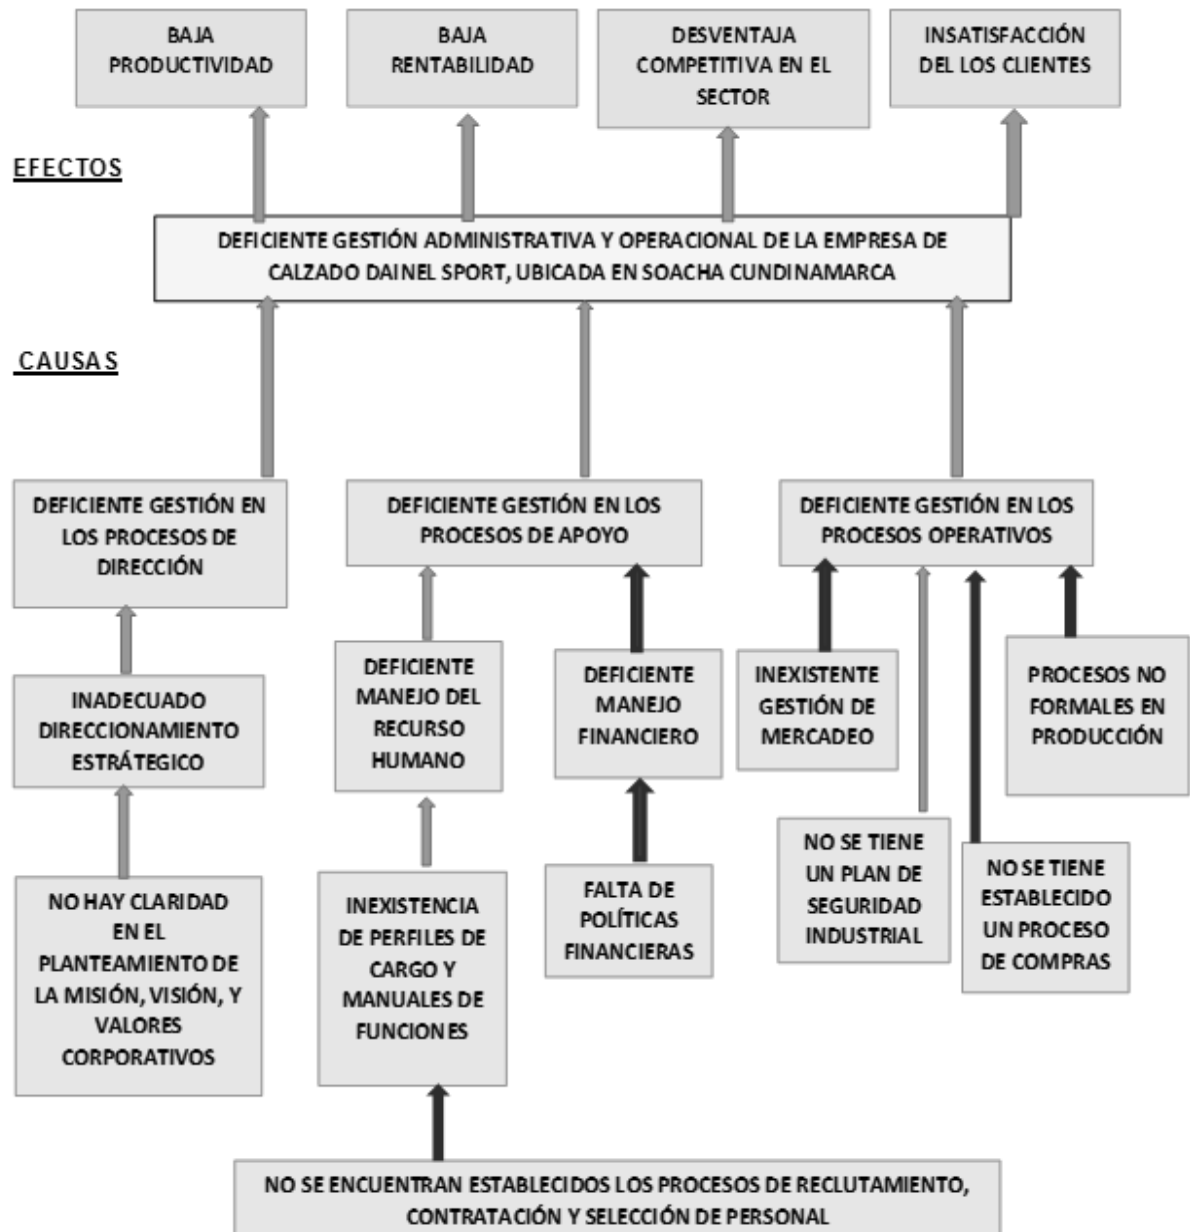 BAJA
PRODUCTIVIDAD
BAJA
RENTABILIDAD
DESVENTAJA
COMPETITIVA EN EL
SECTOR
INSATISFACCIÓN
DEL LOS CLIENTES
EFECTOS
DEFICIENTE GESTIÓN ADMINISTRATIVA Y OPERACIONAL DE LA EMPRESA DE
CALZADO DAINEL SPORT, UBICADA EN SOACHA CUNDINAMARCA
CAUSAS
DEFICIENTE GESTIÓN EN
LOS PROCESOS DE
DIRECCIÓN
DEFICIENTE GESTIÓN EN LOS
PROCESOS DE APOYO
DEFICIENTE GESTIÓN EN LOS
PROCESOS OPERATIVOS
INADECUADO
DIRECCIONAMIENTO
ESTRÁTEGICO
DEFICIENTE
MANEJO DEL
RECURSO
HUMANO
DEFICIENTE
MANEJO
FINANCIERO
INEXISTENTE
GESTIÓN DE
MERCADEO
PROCESOS NO
FORMALES EN
PRODUCCIÓN
NO HAY CLARIDAD
EN EL
PLANTEAMIENTO DE
LA MISIÓN, VISIÓN, Y
VALORES
CORPORATIVOS
INEXISTENCIA
DE PERFILES DE
CARGO Y
MANUALES DE
FUNCIONES
FALTA DE
POLÍTICAS
FINANCIERAS
NO SE TIENE
UN PLAN DE
SEGURIDAD
INDUSTRIAL
NO SE TIENE
ESTABLECIDO
UN PROCESO
DE COMPRAS
NO SE ENCUENTRAN ESTABLECIDOS LOS PROCESOS DE RECLUTAMIENTO,
CONTRATACIÓN Y SELECCIÓN DE PERSONAL